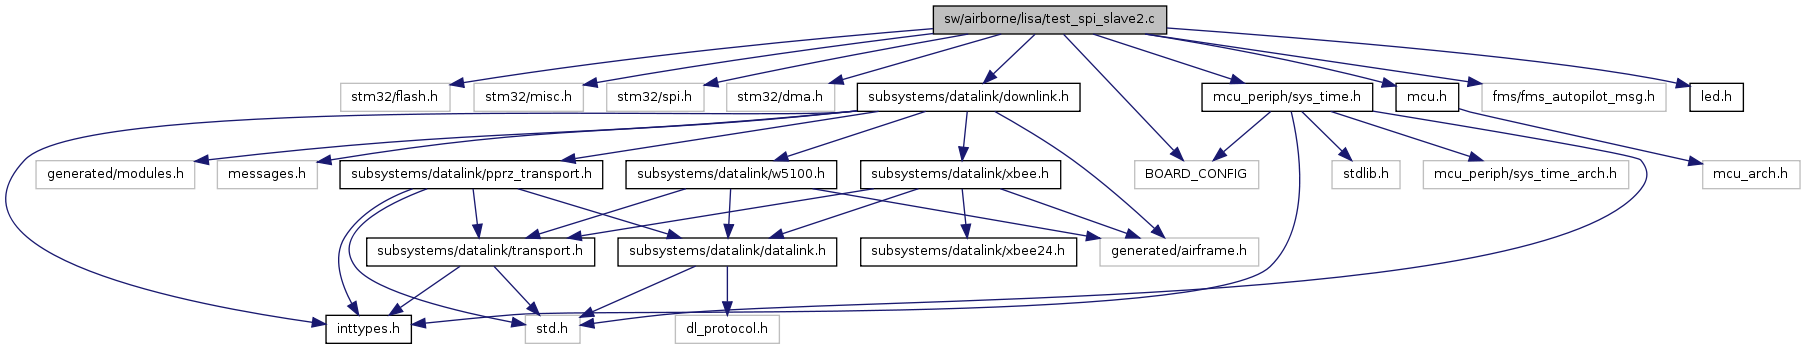 sw/airborne/lisa/test_spi_slave2.c
stm32/flash.h
stm32/misc.h
stm32/spi.h
stm32/dma.h
subsystems/datalink/downlink.h
mcu_periph/sys_time.h
mcu.h
fms/fms_autopilot_msg.h
led.h
generated/modules.h
messages.h
subsystems/datalink/pprz_transport.h
subsystems/datalink/w5100.h
subsystems/datalink/xbee.h
BOARD_CONFIG
stdlib.h
mcu_periph/sys_time_arch.h
mcu_arch.h
subsystems/datalink/transport.h
subsystems/datalink/datalink.h
subsystems/datalink/xbee24.h
generated/airframe.h
inttypes.h
std.h
dl_protocol.h